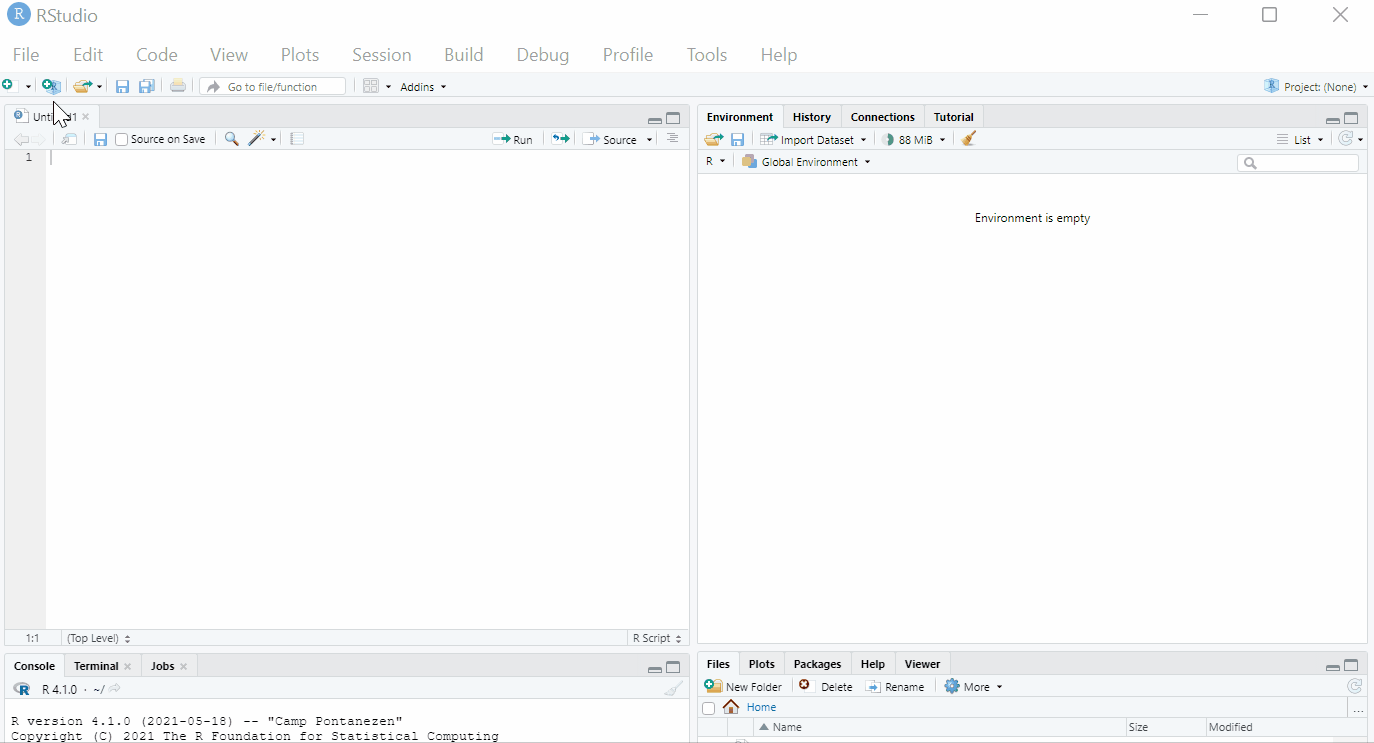 R RStudio
File Edit Code View Plots Session Build Debug Profile Tools Help
Go to file/function Addins Project: (None)
Source on Save Run Source
1
1:1 (Top Level) R Script
Console Terminal Jobs
R R 4.1.0 · ~/
R version 4.1.0 (2021-05-18) -- "Camp Pontanezen"
Copyright (C) 2021 The R Foundation for Statistical Computing
Environment History Connections Tutorial
Import Dataset 88 MiB List
R Global Environment
Environment is empty
Files Plots Packages Help Viewer
New Folder Delete Rename More
Home ...
Name Size Modified